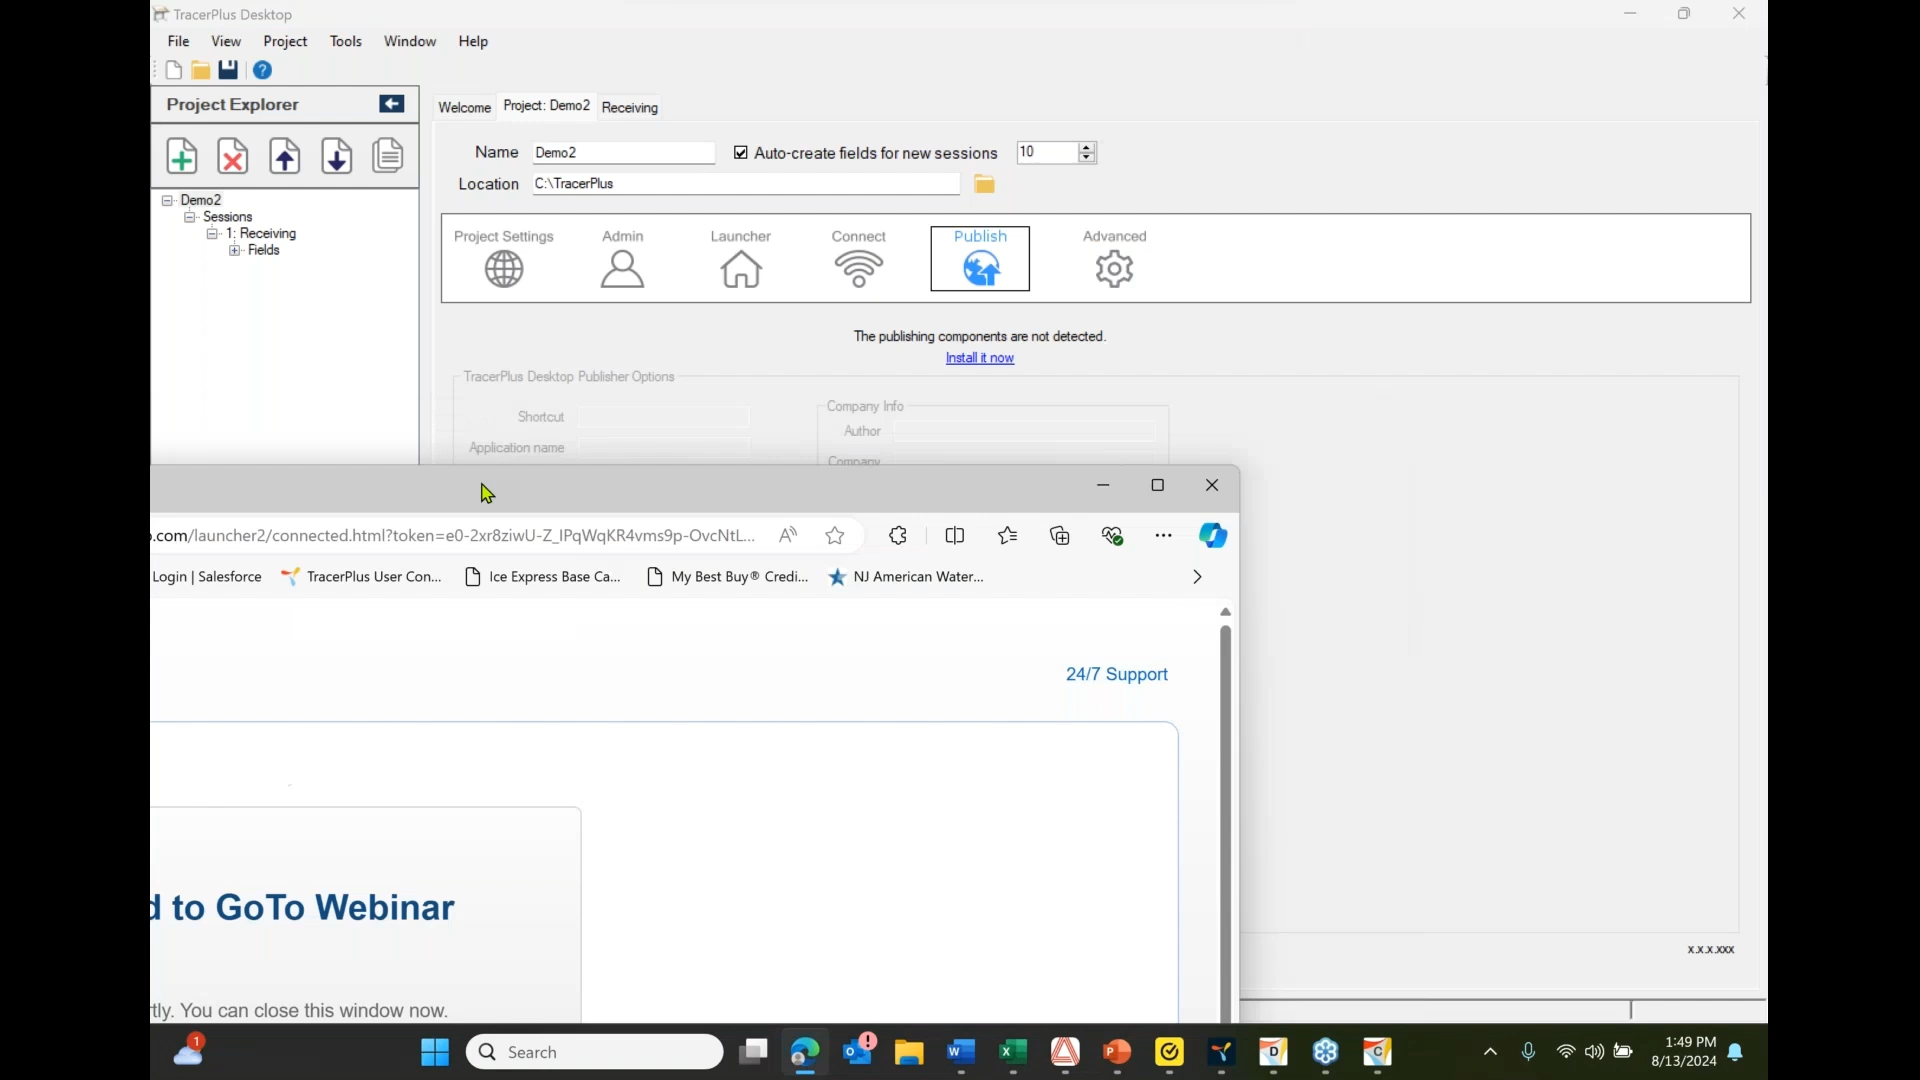 TracerPlus Desktop
File View Project Tools Window Help
Project Explorer
Demo2
Sessions
1: Receiving
Fields
Welcome Project: Demo2 Receiving
Name Demo2 Auto-create fields for new sessions 10
Location C:\TracerPlus
Project Settings Admin Launcher Connect Publish Advanced
The publishing components are not detected.
Install it now
TracerPlus Desktop Publisher Options
Shortcut
Application name
Company Info
Author
Company
.com/launcher2/connected.html?token=e0-2xr8ziwU-Z_IPqWqKR4vms9p-OvcNtL...
Login | Salesforce TracerPlus User Con... Ice Express Base Ca... My Best Buy® Credi... NJ American Water...
24/7 Support
d to GoTo Webinar
tly. You can close this window now.
x.x.x.xxx
1 Search 1:49 PM
8/13/2024